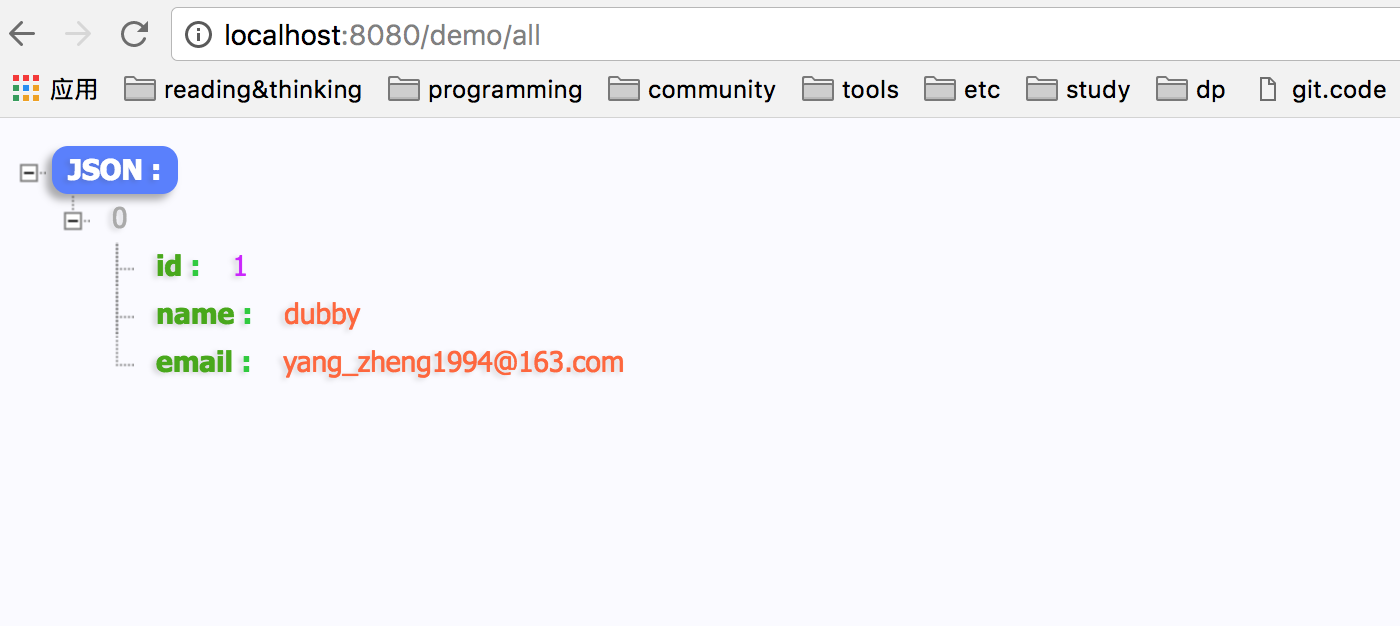 localhost:8080/demo/all
应用 reading&thinking programming community tools etc study dp git.code
JSON :
0
id : 1
name : dubby
email : yang_zheng1994@163.com